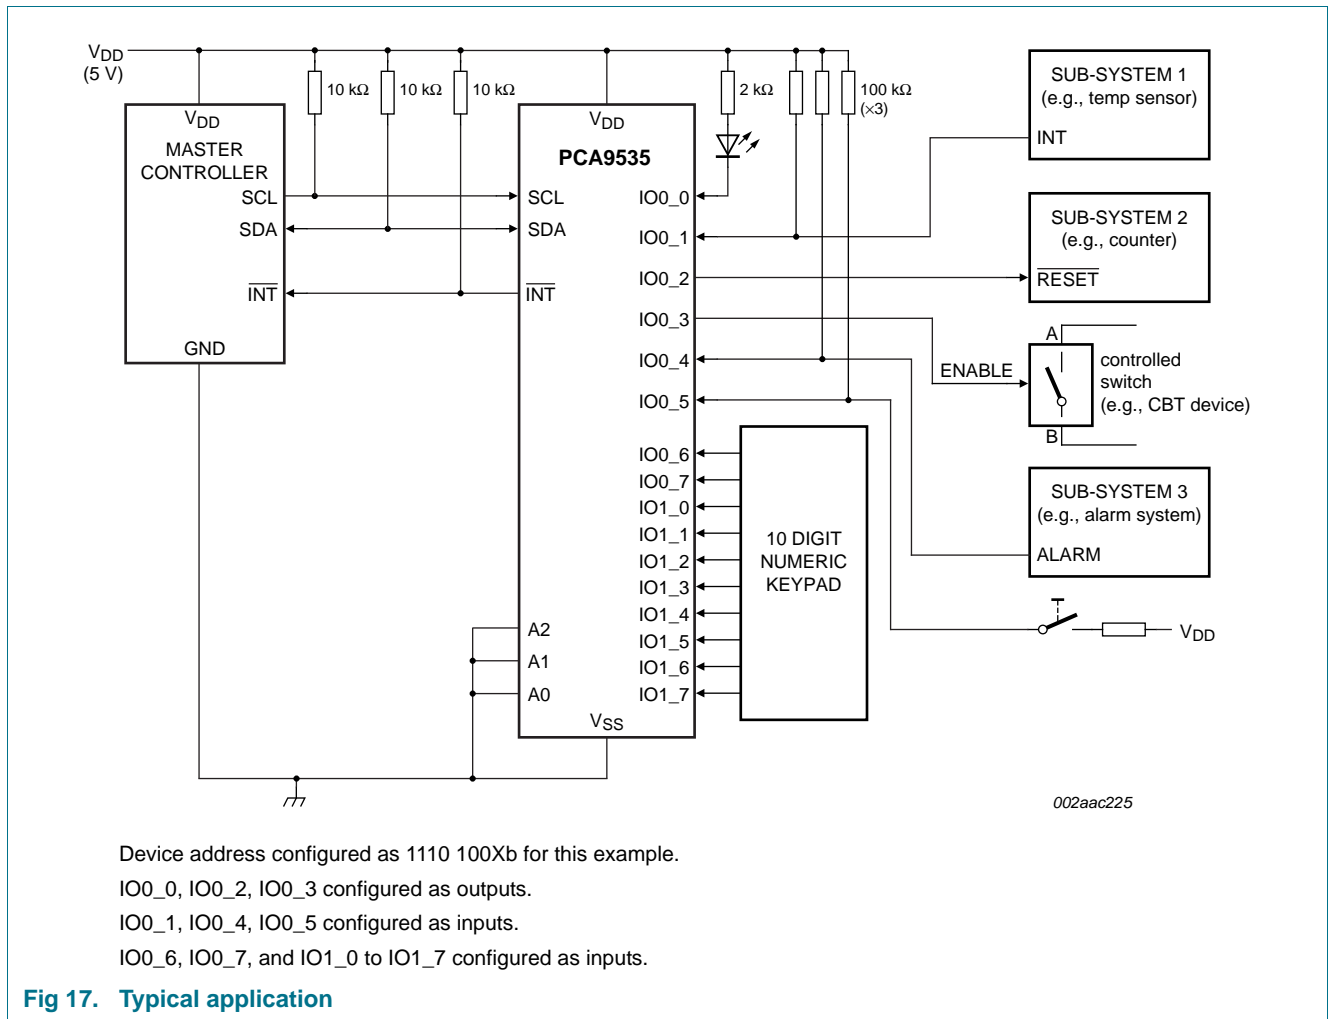 VDD
(5 V)
10 kΩ
10 kΩ
10 kΩ
2 kΩ
100 kΩ
(×3)
VDD
MASTER
CONTROLLER
SCL
SDA
INT
GND
VDD
PCA9535
SCL
SDA
INT
A2
A1
A0
VSS
IO0_0
IO0_1
IO0_2
IO0_3
IO0_4
IO0_5
IO0_6
IO0_7
IO1_0
IO1_1
IO1_2
IO1_3
IO1_4
IO1_5
IO1_6
IO1_7
10 DIGIT
NUMERIC
KEYPAD
SUB-SYSTEM 1
(e.g., temp sensor)
INT
SUB-SYSTEM 2
(e.g., counter)
RESET
A
ENABLE
controlled
switch
(e.g., CBT device)
B
SUB-SYSTEM 3
(e.g., alarm system)
ALARM
VDD
002aac225
Device address configured as 1110 100Xb for this example.
IO0_0, IO0_2, IO0_3 configured as outputs.
IO0_1, IO0_4, IO0_5 configured as inputs.
IO0_6, IO0_7, and IO1_0 to IO1_7 configured as inputs.
Fig 17. Typical application